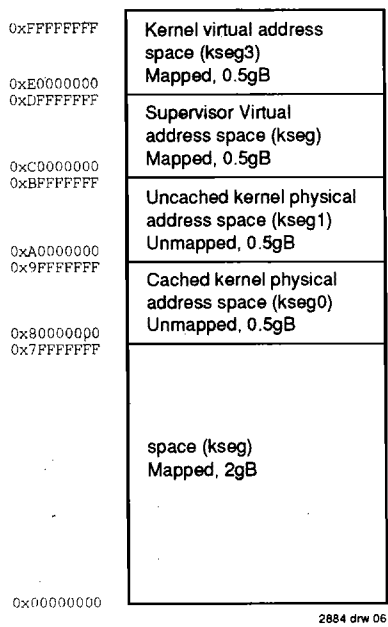 0xFFFFFFFF
Kernel virtual address
space (kseg3)
Mapped, 0.5gB
0xE0000000
0xDFFFFFFF
Supervisor Virtual
address space (kseg)
Mapped, 0.5gB
0xC0000000
0xBFFFFFFF
Uncached kernel physical
address space (kseg1)
Unmapped, 0.5gB
0xA0000000
0x9FFFFFFF
Cached kernel physical
address space (kseg0)
Unmapped, 0.5gB
0x80000000
0x7FFFFFFF
space (kseg)
Mapped, 2gB
0x00000000
2884 drw 06